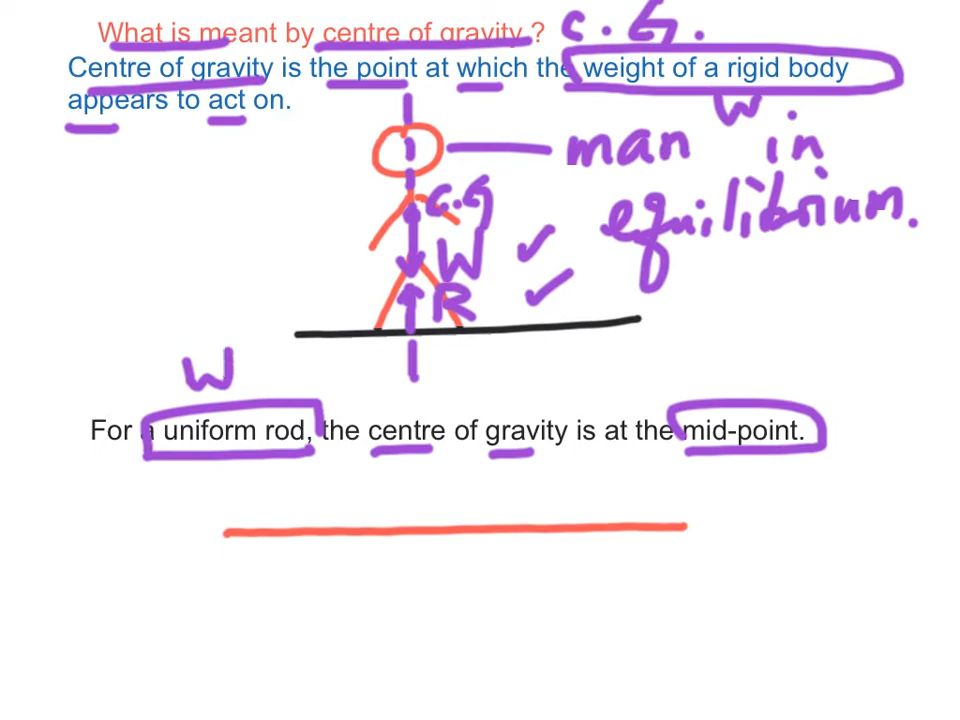 What is meant by centre of gravity ? C.G.
Centre of gravity is the point at which the weight of a rigid body
appears to act on.
W.
man in
C.G
equilibrium.
W
R
W
For a uniform rod, the centre of gravity is at the mid-point.